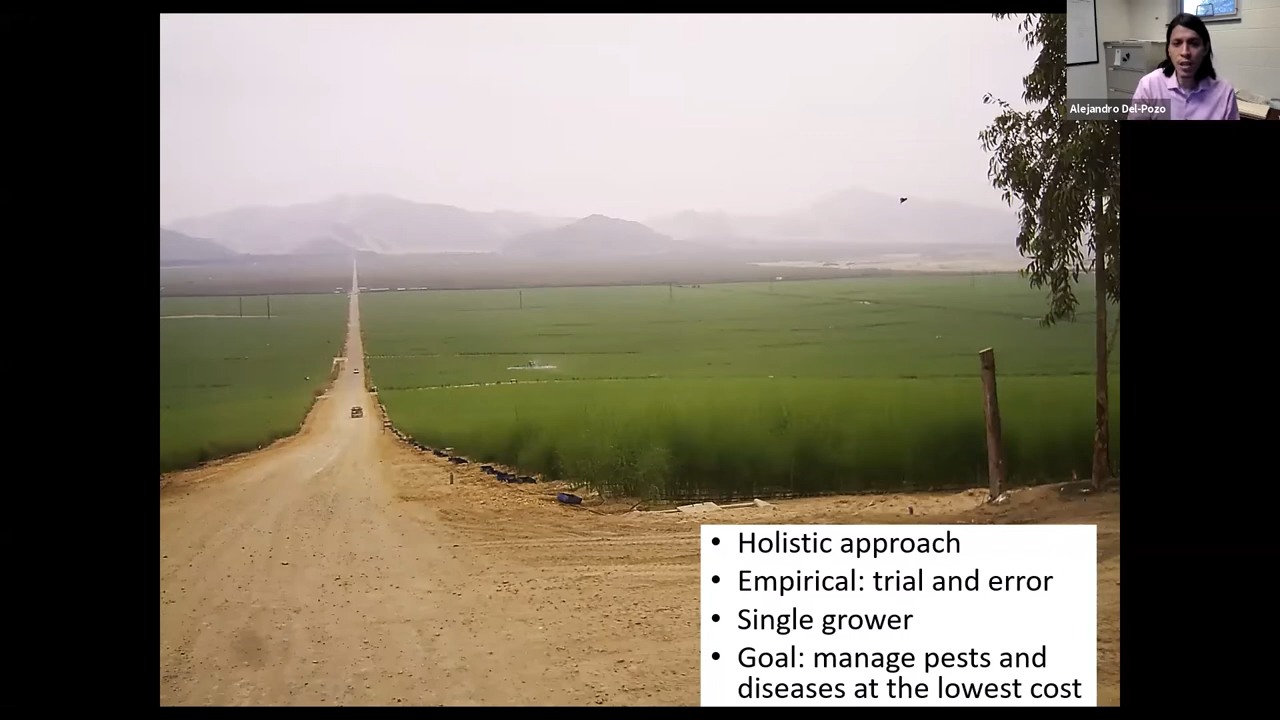 Alejandro Del-Pozo
• Holistic approach
• Empirical: trial and error
• Single grower
• Goal: manage pests and
diseases at the lowest cost